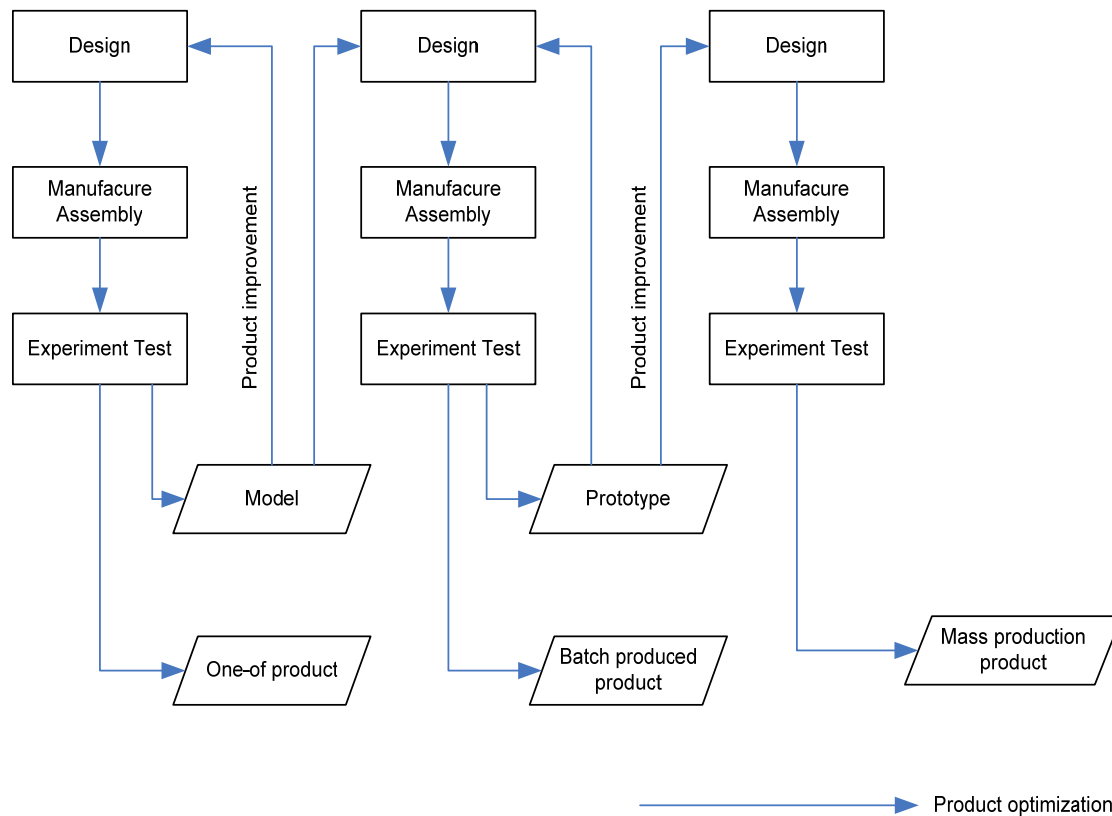 Design
Design
Design
Manufacure
Assembly
Manufacure
Assembly
Manufacure
Assembly
Product improvement
Product improvement
Experiment Test
Experiment Test
Experiment Test
Model
Prototype
One-of product
Batch produced
product
Mass production
product
Product optimization